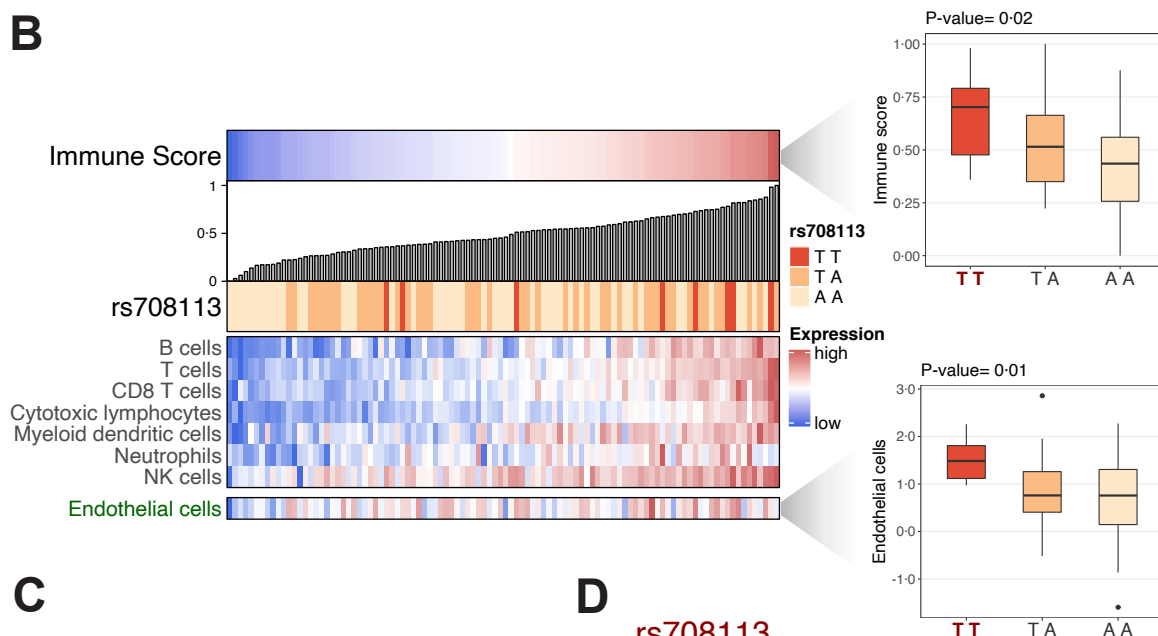 B
P-value= 0·02
1·00
0·75
0·50
0·25
0·00
Immune score
T T
T A
A A
Immune Score
1
0·5
0
rs708113
rs708113
T T
T A
A A
B cells
T cells
CD8 T cells
Cytotoxic lymphocytes
Myeloid dendritic cells
Neutrophils
NK cells
Endothelial cells
Expression
high
low
P-value= 0·01
3·0
2·0
1·0
0·0
-1·0
Endothelial cells
T T
T A
A A
C
D
rs708113